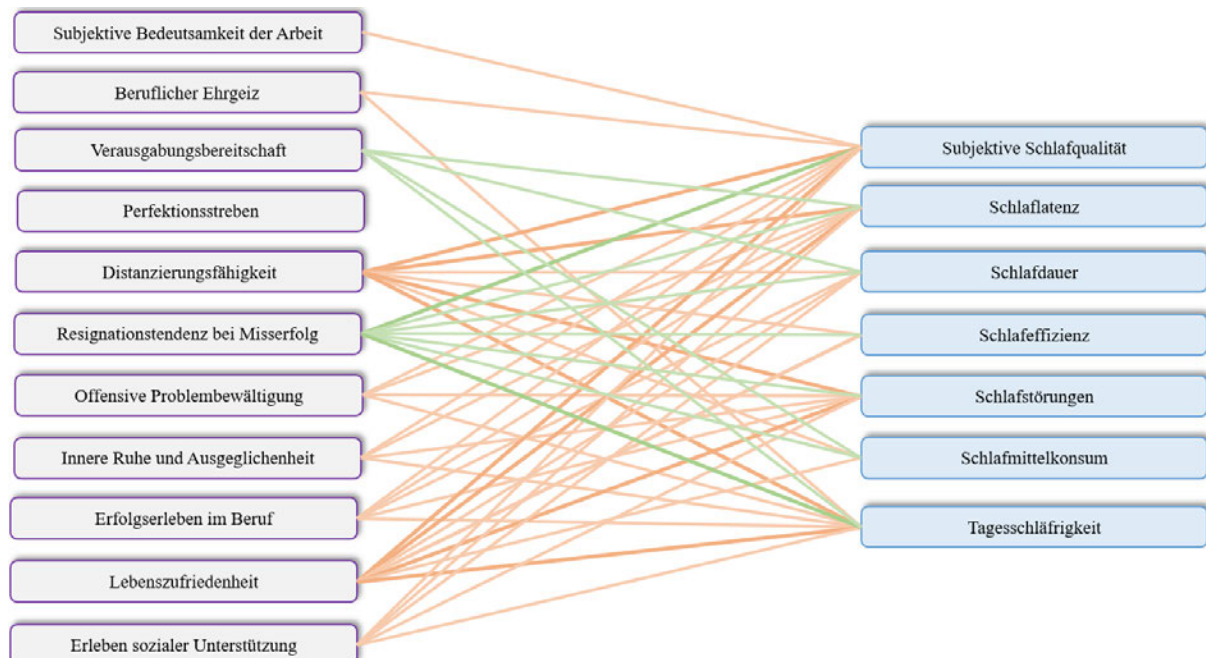 Subjektive Bedeutsamkeit der Arbeit
Beruflicher Ehrgeiz
Verausgabungsbereitschaft
Perfektionsstreben
Distanzierungsfähigkeit
Resignationstendenz bei Misserfolg
Offensive Problembewältigung
Innere Ruhe und Ausgeglichenheit
Erfolgserleben im Beruf
Lebenszufriedenheit
Erleben sozialer Unterstützung
Subjektive Schlafqualität
Schlaflatenz
Schlafdauer
Schlafeffizienz
Schlafstörungen
Schlafmittelkonsum
Tagesschläfrigkeit